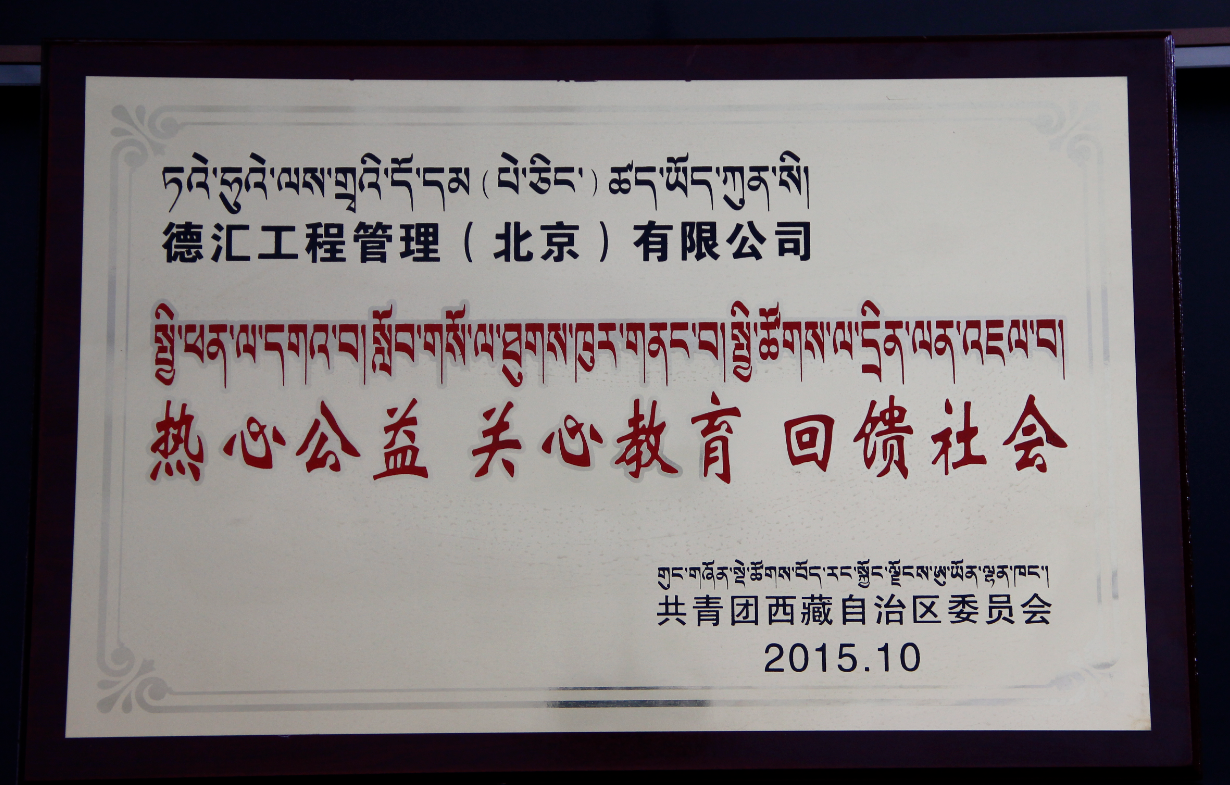 ཏའེ་ཧུའེ་ལས་གྲྭའི་དོ་དམ་(པེ་ཅིང་)ཚད་ཡོད་ཀུན་སི།
德汇工程管理（北京）有限公司
སྤྱི་ཕན་ལ་དགའ་བ། སློབ་གསོ་ལ་ཐུགས་ཁུར་གནང་བ། སྤྱི་ཚོགས་ལ་དྲིན་ལན་འཇལ་བ།
热心公益 关心教育 回馈社会
གུང་གཞོན་སྡེ་ཚོགས་བོད་རང་སྐྱོང་ལྗོངས་ཨུ་ཡོན་ལྷན་ཁང་།
共青团西藏自治区委员会
2015.10